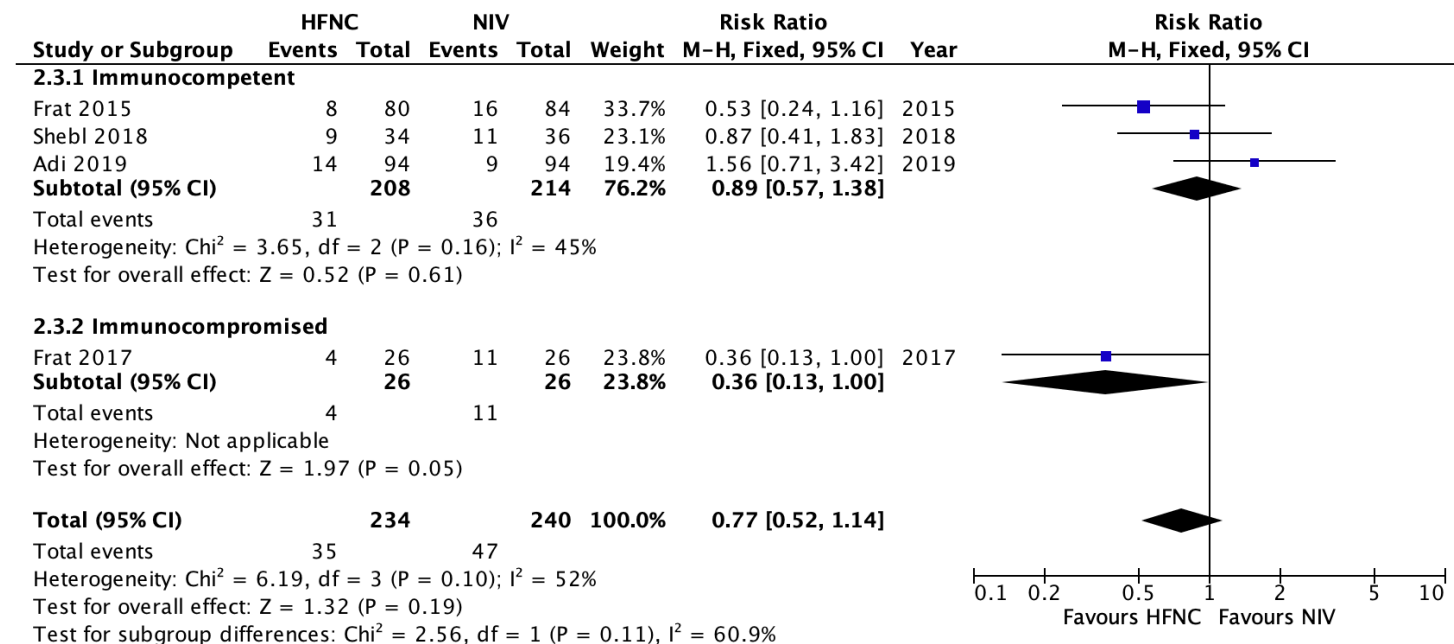 HFNC NIV Risk Ratio Risk Ratio
Study or Subgroup Events Total Events Total Weight M-H, Fixed, 95% CI Year M-H, Fixed, 95% CI
2.3.1 Immunocompetent
Frat 2015 8 80 16 84 33.7% 0.53 [0.24, 1.16] 2015
Shebl 2018 9 34 11 36 23.1% 0.87 [0.41, 1.83] 2018
Adi 2019 14 94 9 94 19.4% 1.56 [0.71, 3.42] 2019
Subtotal (95% CI) 208 214 76.2% 0.89 [0.57, 1.38]
Total events 31 36
Heterogeneity: Chi² = 3.65, df = 2 (P = 0.16); I² = 45%
Test for overall effect: Z = 0.52 (P = 0.61)
2.3.2 Immunocompromised
Frat 2017 4 26 11 26 23.8% 0.36 [0.13, 1.00] 2017
Subtotal (95% CI) 26 26 23.8% 0.36 [0.13, 1.00]
Total events 4 11
Heterogeneity: Not applicable
Test for overall effect: Z = 1.97 (P = 0.05)
Total (95% CI) 234 240 100.0% 0.77 [0.52, 1.14]
Total events 35 47
Heterogeneity: Chi² = 6.19, df = 3 (P = 0.10); I² = 52%
Test for overall effect: Z = 1.32 (P = 0.19)
Test for subgroup differences: Chi² = 2.56, df = 1 (P = 0.11), I² = 60.9%
0.1 0.2 0.5 1 2 5 10
Favours HFNC Favours NIV